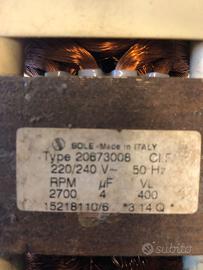 SOLE - Made in ITALY
Type 20673008 Cl.F
220/240 V~ 50 Hz
RPM µF VL
2700 4 400
15218110/6 *3 14 Q*
subito